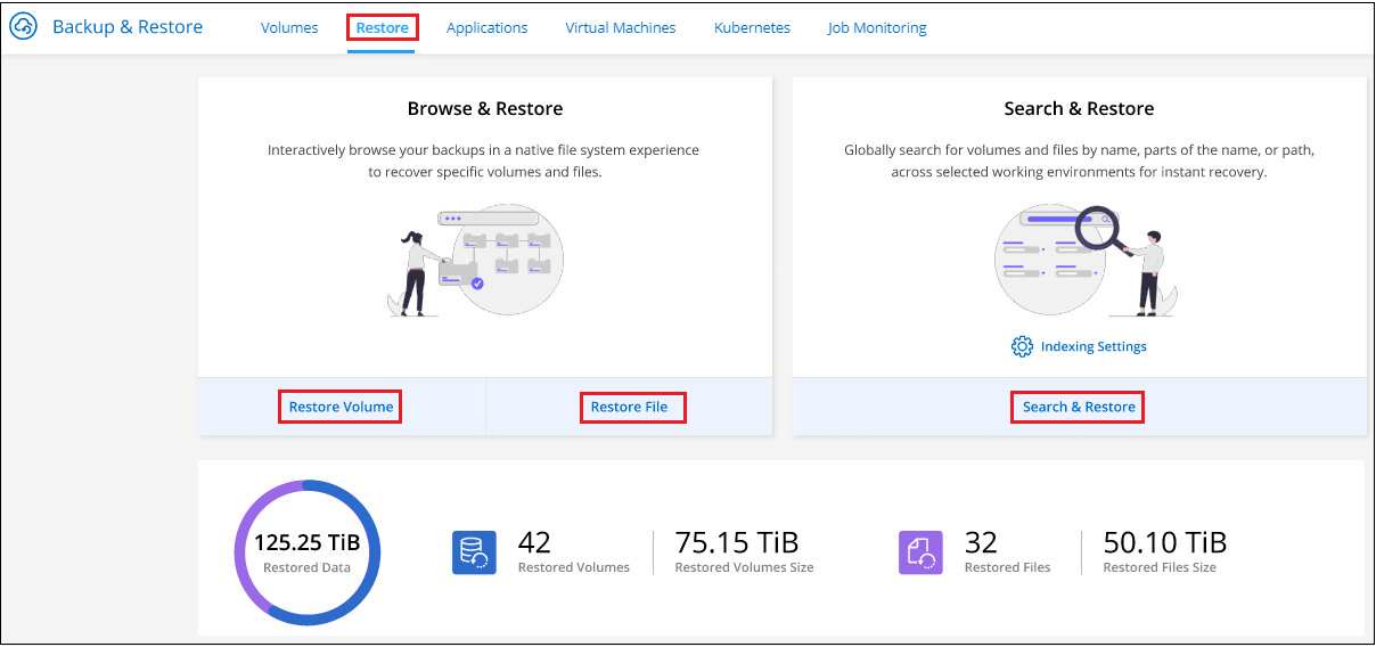 Backup & Restore
Volumes
Restore
Applications
Virtual Machines
Kubernetes
Job Monitoring
Browse & Restore
Interactively browse your backups in a native file system experience
to recover specific volumes and files.
Restore Volume
Restore File
Search & Restore
Globally search for volumes and files by name, parts of the name, or path,
across selected working environments for instant recovery.
Indexing Settings
Search & Restore
125.25 TiB
Restored Data
42
Restored Volumes
75.15 TiB
Restored Volumes Size
32
Restored Files
50.10 TiB
Restored Files Size